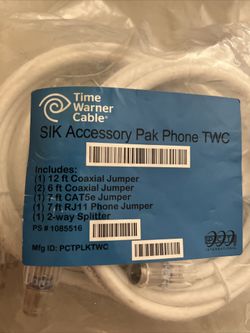 Time
Warner
Cable®
SIK Accessory Pak Phone TWC
Includes:
(1) 12 ft Coaxial Jumper
(2) 6 ft Coaxial Jumper
(1) 7 ft CAT5e Jumper
(1) 7 ft RJ11 Phone Jumper
(1) 2-way Splitter
PS # 1085516
Mfg ID: PCTPLKTWC